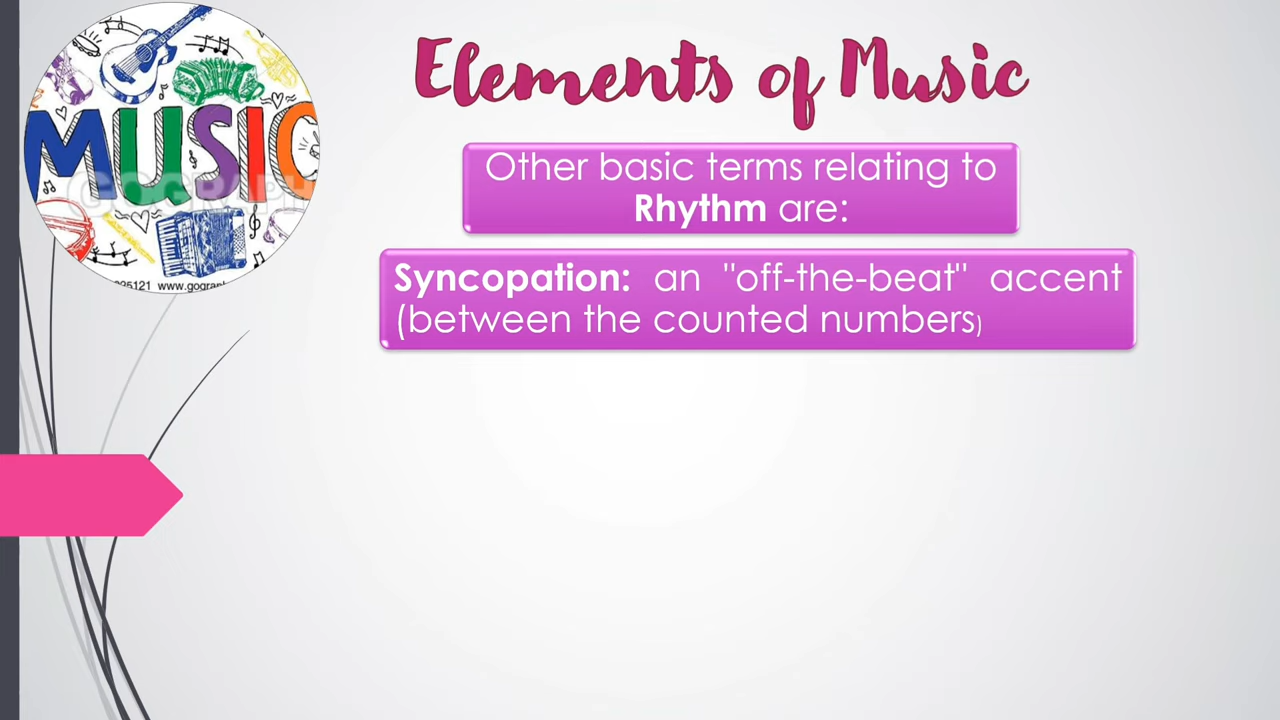 MUSIC
GOGRAPH
Elements of Music
Other basic terms relating to
Rhythm are:
Syncopation: an "off-the-beat" accent
(between the counted numbers)